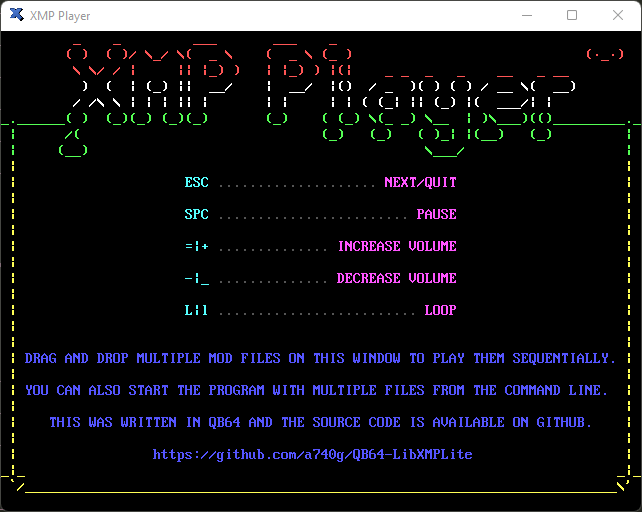 XMP Player
XMP Player
(·_·)
ESC .................... NEXT/QUIT
SPC ........................ PAUSE
=|+ .............. INCREASE VOLUME
-|_ .............. DECREASE VOLUME
L|l ......................... LOOP
DRAG AND DROP MULTIPLE MOD FILES ON THIS WINDOW TO PLAY THEM SEQUENTIALLY.
YOU CAN ALSO START THE PROGRAM WITH MULTIPLE FILES FROM THE COMMAND LINE.
THIS WAS WRITTEN IN QB64 AND THE SOURCE CODE IS AVAILABLE ON GITHUB.
https://github.com/a740g/QB64-LibXMPLite